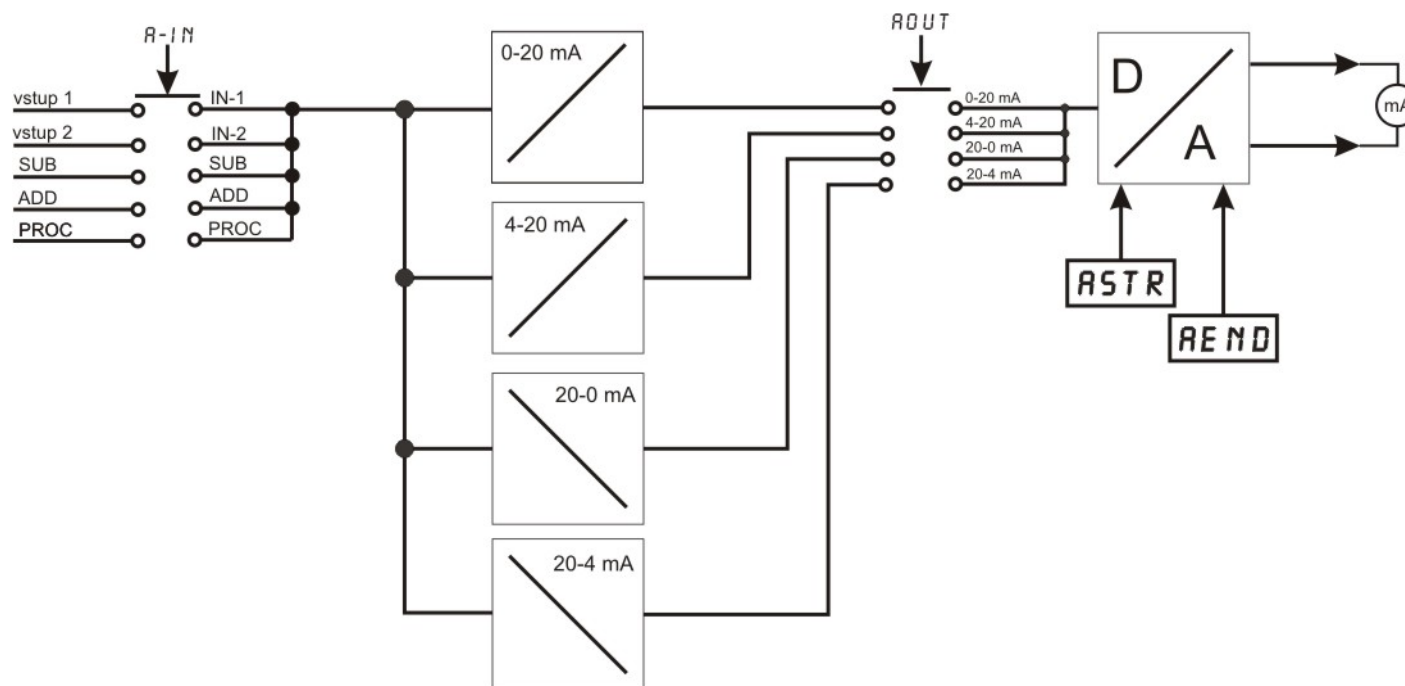 A-IN
vstup 1
IN-1
vstup 2
IN-2
SUB
SUB
ADD
ADD
PROC
PROC
0-20 mA
4-20 mA
20-0 mA
20-4 mA
AOUT
0-20 mA
4-20 mA
20-0 mA
20-4 mA
D
A
mA
ASTR
AEND